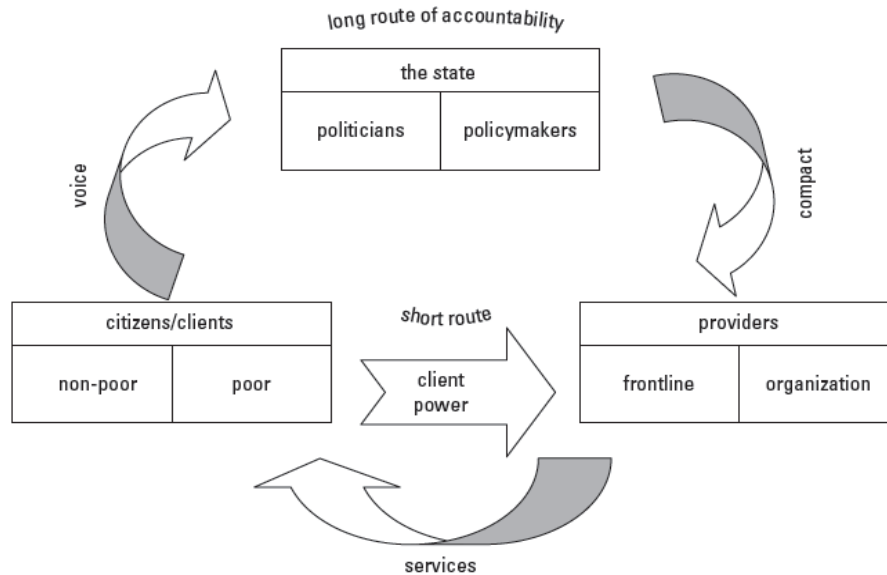 long route of accountability
the state
politicians
policymakers
voice
compact
citizens/clients
non-poor
poor
short route
client
power
providers
frontline
organization
services